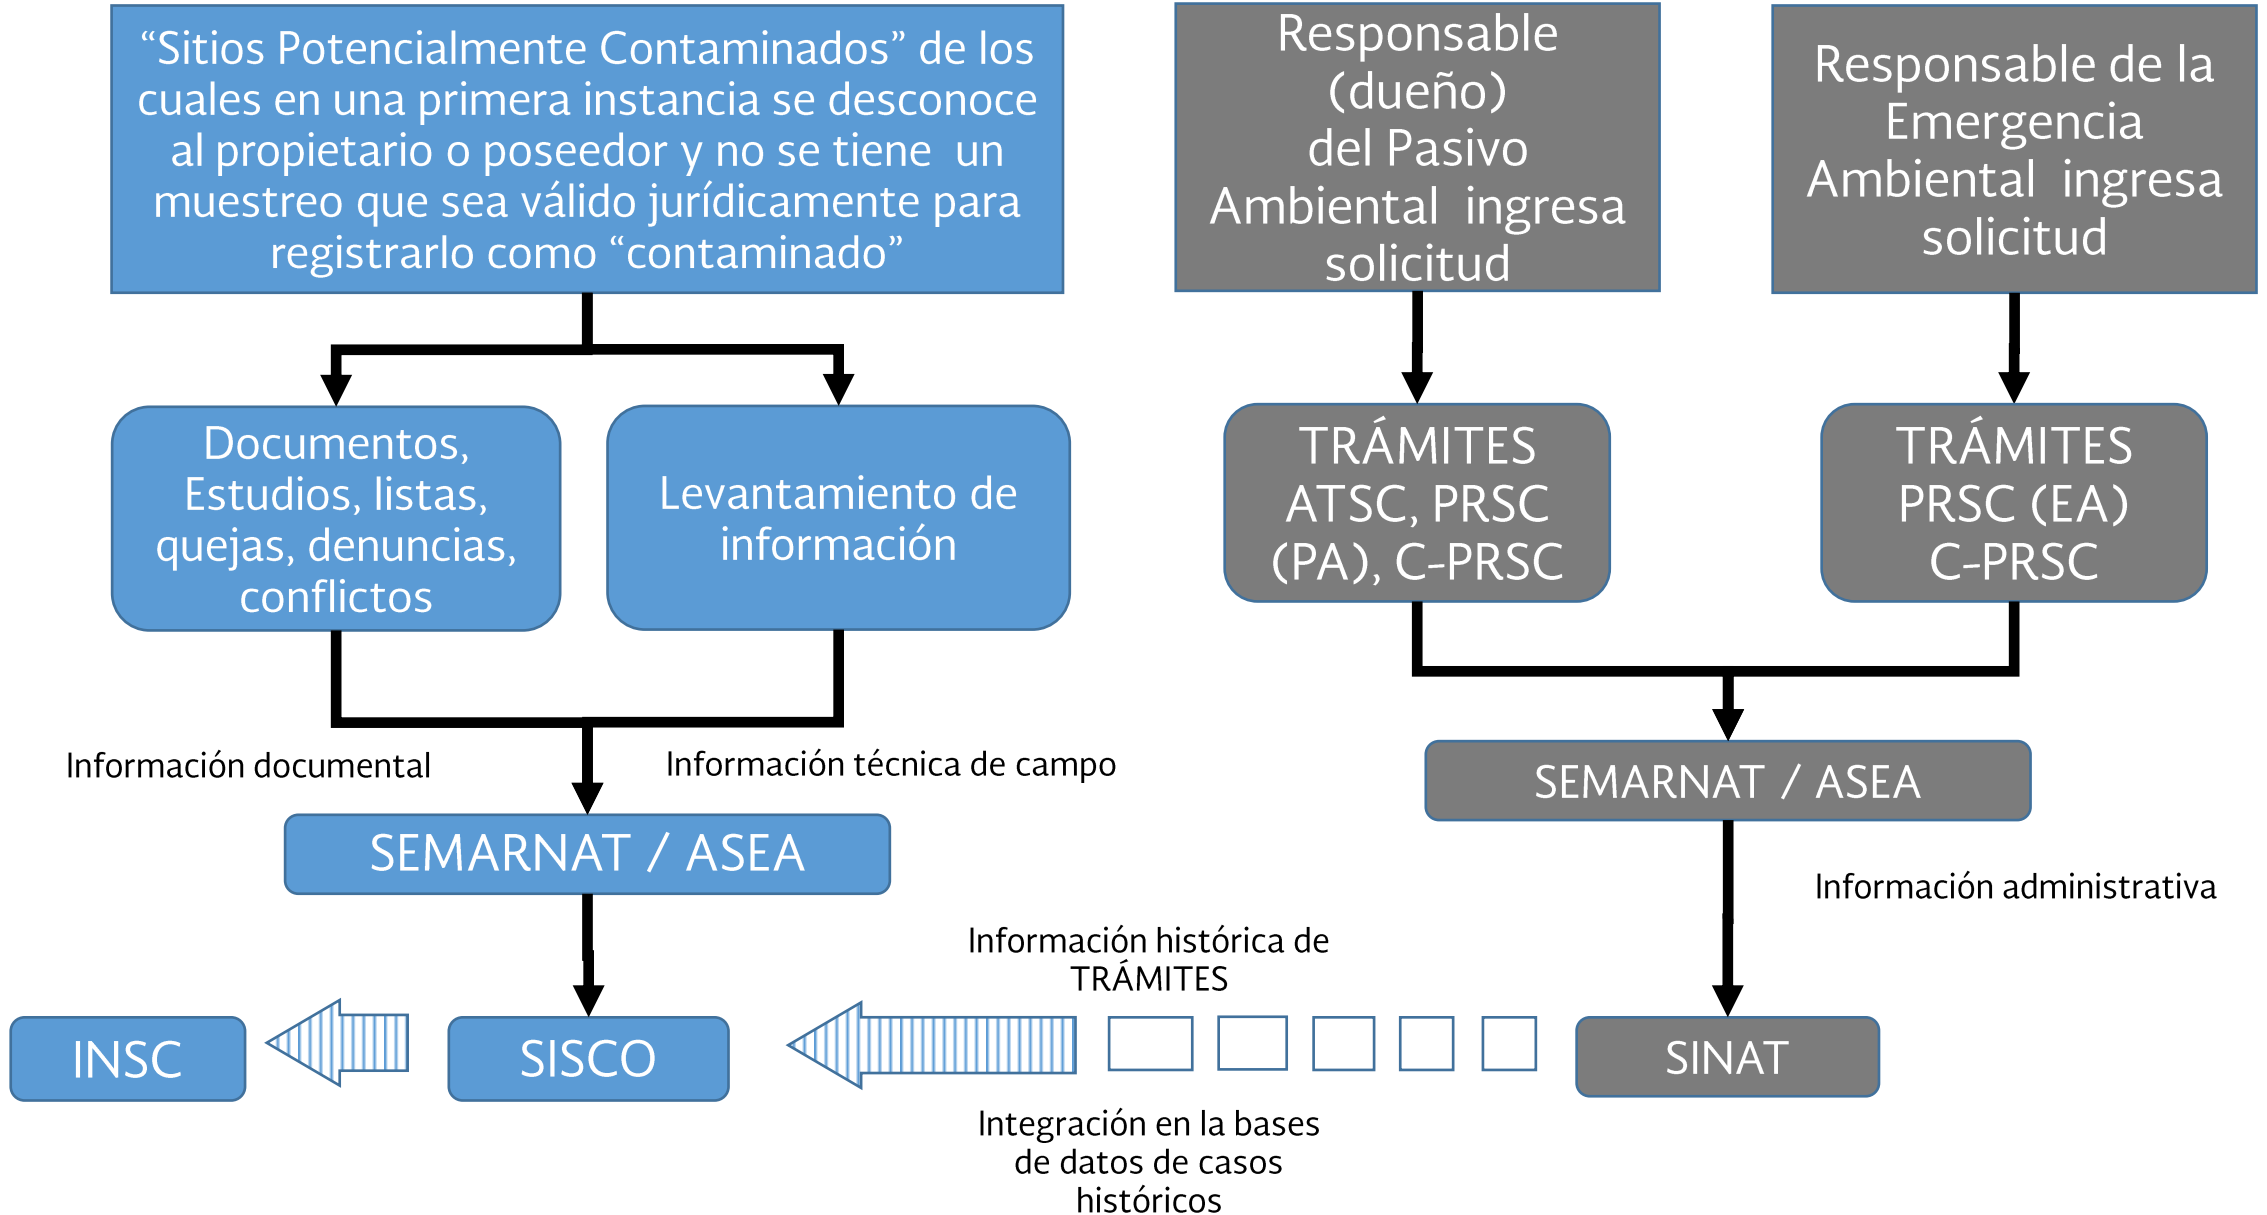 “Sitios Potencialmente Contaminados” de los
cuales en una primera instancia se desconoce
al propietario o poseedor y no se tiene un
muestreo que sea válido jurídicamente para
registrarlo como “contaminado”
Responsable
(dueño)
del Pasivo
Ambiental ingresa
solicitud
Responsable de la
Emergencia
Ambiental ingresa
solicitud
Documentos,
Estudios, listas,
quejas, denuncias,
conflictos
Levantamiento de
información
TRÁMITES
ATSC, PRSC
(PA), C-PRSC
TRÁMITES
PRSC (EA)
C-PRSC
Información documental
Información técnica de campo
SEMARNAT / ASEA
SEMARNAT / ASEA
Información administrativa
Información histórica de
TRÁMITES
INSC
SISCO
SINAT
Integración en la bases
de datos de casos
históricos